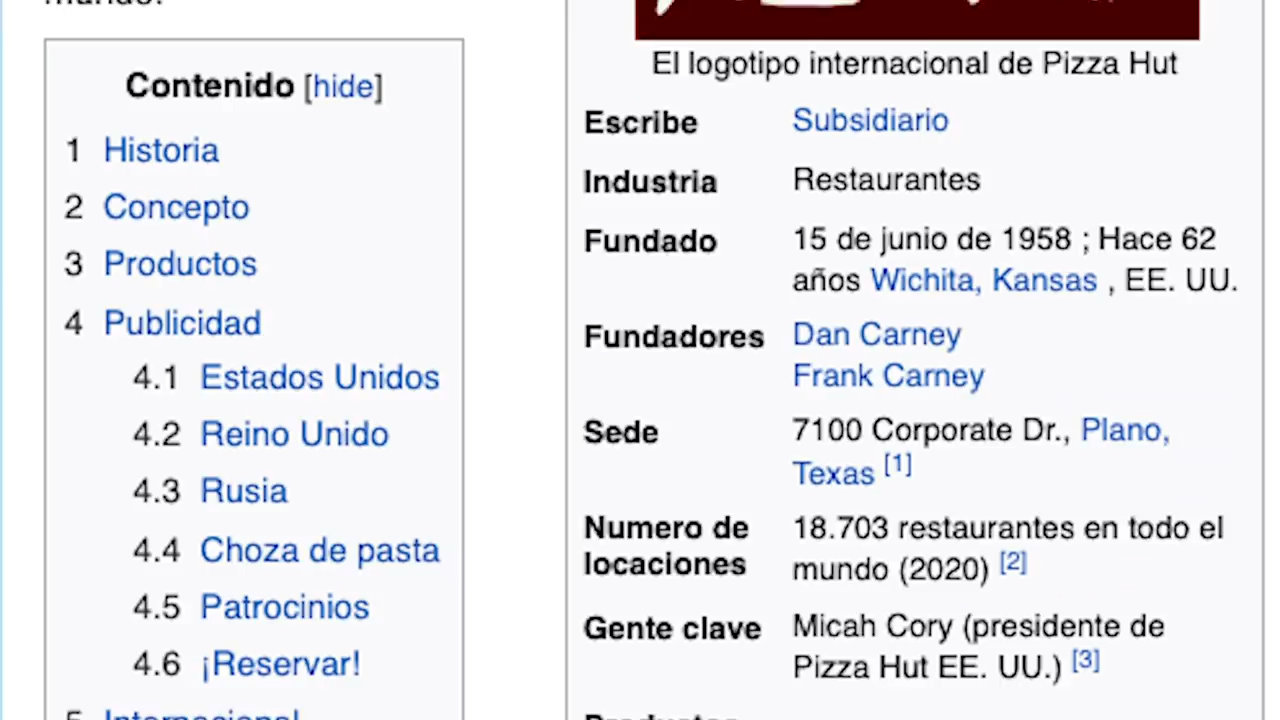 mundo.
Contenido [hide]
1 Historia
2 Concepto
3 Productos
4 Publicidad
4.1 Estados Unidos
4.2 Reino Unido
4.3 Rusia
4.4 Choza de pasta
4.5 Patrocinios
4.6 ¡Reservar!
5 Internacional
El logotipo internacional de Pizza Hut
Escribe Subsidiario
Industria Restaurantes
Fundado 15 de junio de 1958 ; Hace 62
años Wichita, Kansas , EE. UU.
Fundadores Dan Carney
Frank Carney
Sede 7100 Corporate Dr., Plano,
Texas [1]
Numero de 18.703 restaurantes en todo el
locaciones mundo (2020) [2]
Gente clave Micah Cory (presidente de
Pizza Hut EE. UU.) [3]
Productos